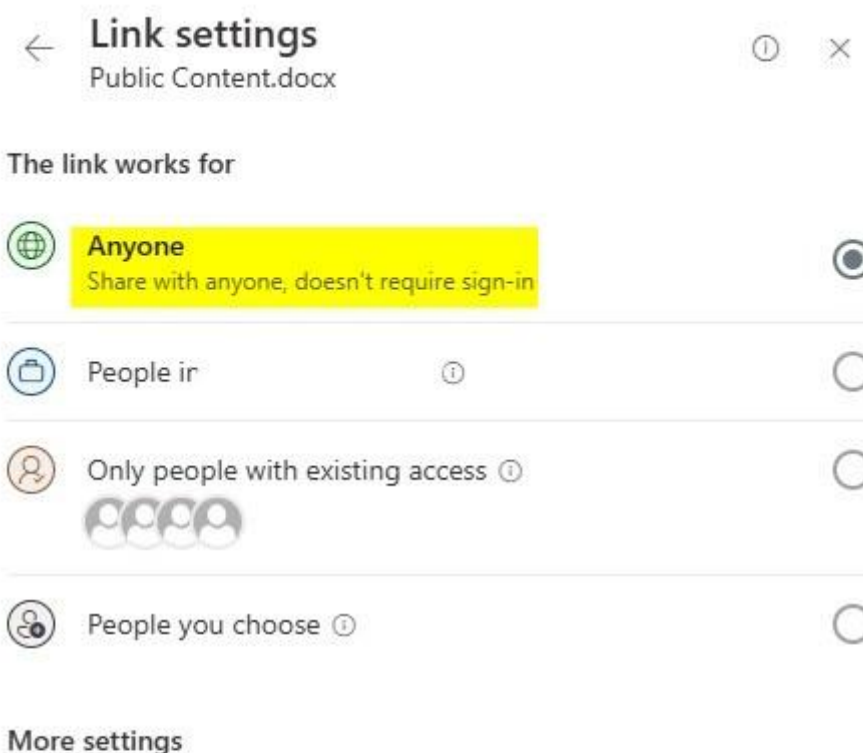 Link settings
Public Content.docx
The link works for
Anyone
Share with anyone, doesn't require sign-in
People ir
Only people with existing access
People you choose
More settings